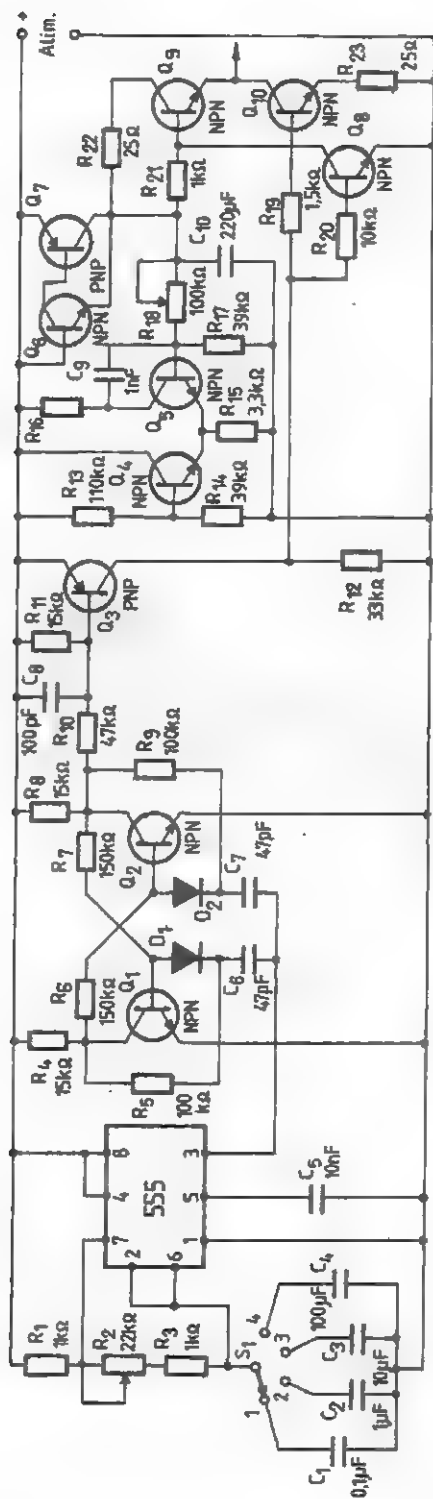 R1
1kΩ
R2
22kΩ
R3
1kΩ
S1
1
2
3
4
C1
0,1µF
C2
1µF
C3
10µF
C4
100µF
7
4
8
2
555
6
3
1
5
C5
10nF
R4
15kΩ
R5
100
kΩ
R6
150kΩ
Q1
NPN
D1
C6
47pF
R7
150kΩ
R8
15kΩ
Q2
NPN
D2
C7
47pF
R9
100kΩ
C8
100pF
R10
47kΩ
R11
15kΩ
Q3
PNP
R12
33kΩ
R13
110kΩ
R14
39kΩ
Q4
NPN
R15
3,3kΩ
R16
Q5
NPN
C9
1nF
R17
39kΩ
R18
100kΩ
Q6
NPN
Q7
PNP
C10
220µF
R21
1kΩ
R22
25Ω
Q9
NPN
R19
1,5kΩ
R20
10kΩ
Q10
NPN
Q8
NPN
R23
25Ω
+
Alim.